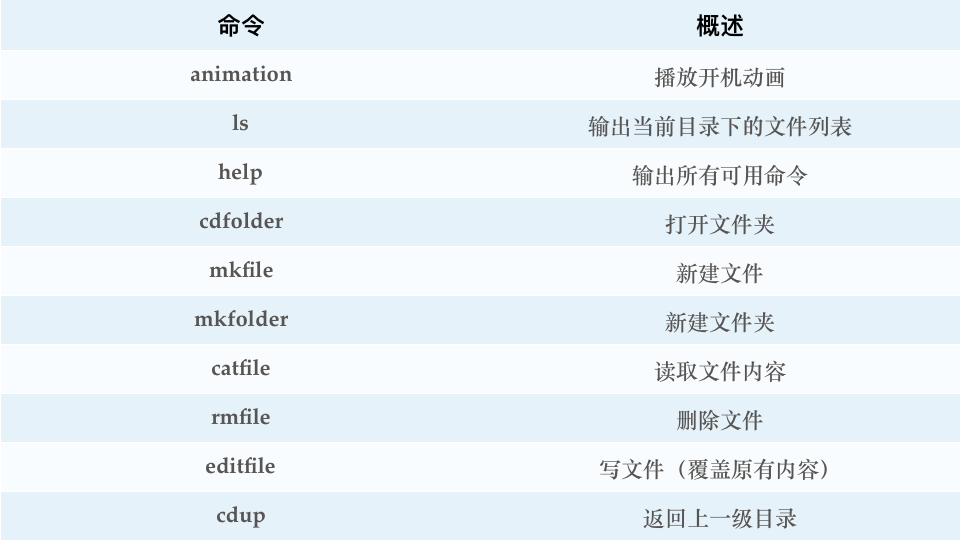 命令 概述
animation 播放开机动画
ls 输出当前目录下的文件列表
help 输出所有可用命令
cdfolder 打开文件夹
mkfile 新建文件
mkfolder 新建文件夹
catfile 读取文件内容
rmfile 删除文件
editfile 写文件（覆盖原有内容）
cdup 返回上一级目录